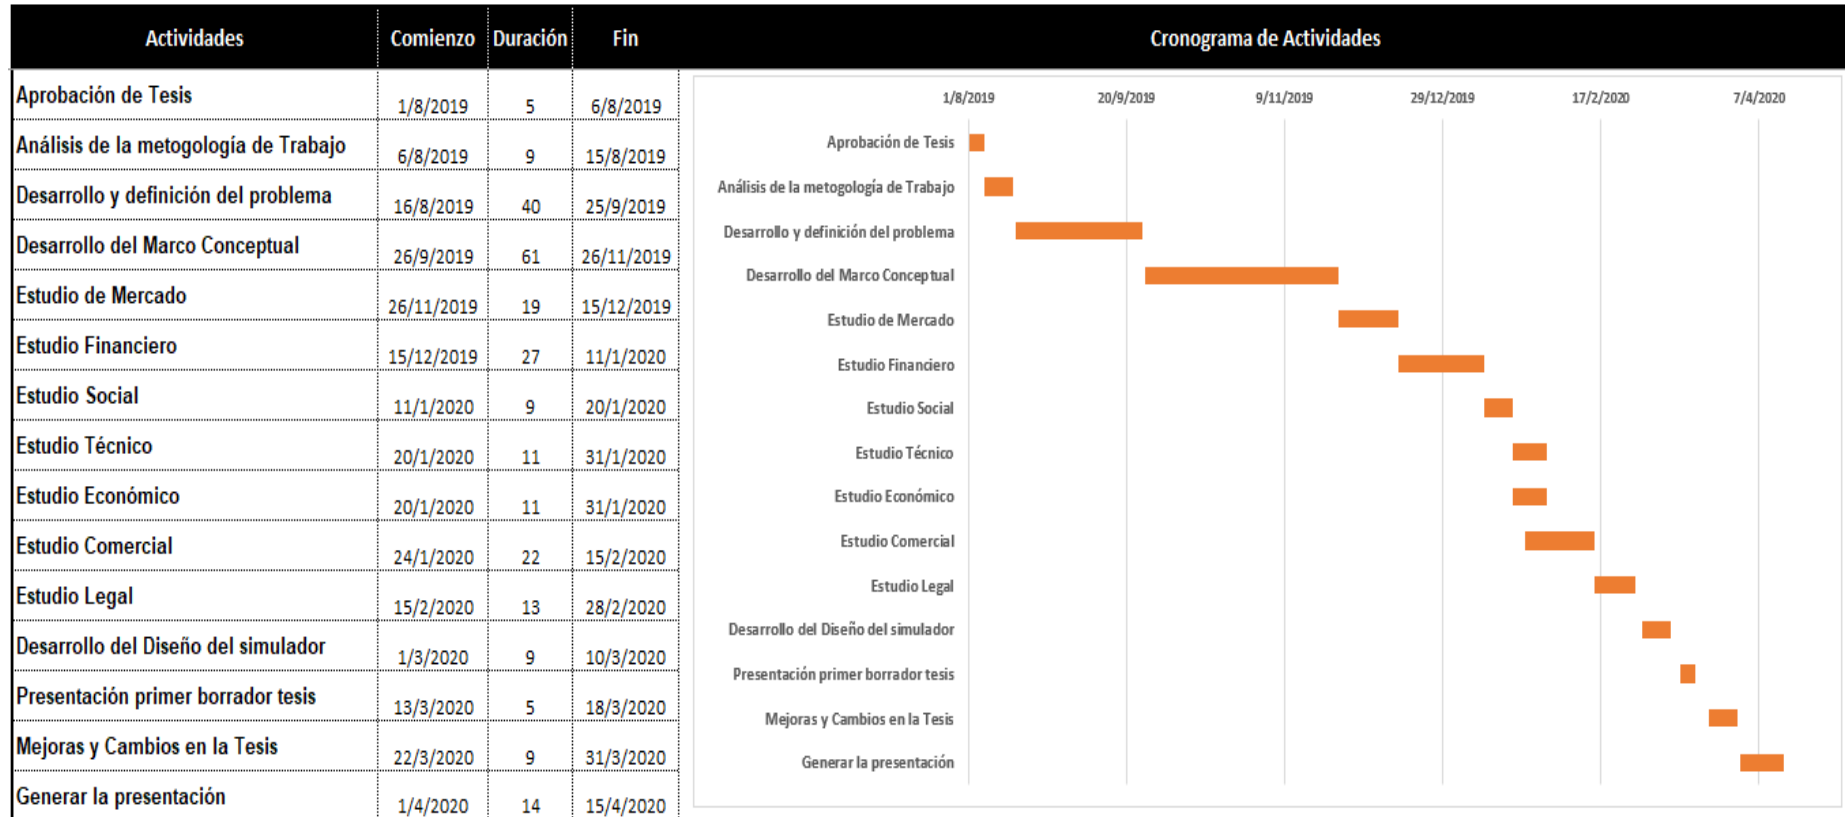 Actividades Comienzo Duración Fin Cronograma de Actividades
Aprobación de Tesis 1/8/2019 5 6/8/2019
Análisis de la metogología de Trabajo 6/8/2019 9 15/8/2019
Desarrollo y definición del problema 16/8/2019 40 25/9/2019
Desarrollo del Marco Conceptual 26/9/2019 61 26/11/2019
Estudio de Mercado 26/11/2019 19 15/12/2019
Estudio Financiero 15/12/2019 27 11/1/2020
Estudio Social 11/1/2020 9 20/1/2020
Estudio Técnico 20/1/2020 11 31/1/2020
Estudio Económico 20/1/2020 11 31/1/2020
Estudio Comercial 24/1/2020 22 15/2/2020
Estudio Legal 15/2/2020 13 28/2/2020
Desarrollo del Diseño del simulador 1/3/2020 9 10/3/2020
Presentación primer borrador tesis 13/3/2020 5 18/3/2020
Mejoras y Cambios en la Tesis 22/3/2020 9 31/3/2020
Generar la presentación 1/4/2020 14 15/4/2020
1/8/2019 20/9/2019 9/11/2019 29/12/2019 17/2/2020 7/4/2020
Aprobación de Tesis
Análisis de la metogología de Trabajo
Desarrollo y definición del problema
Desarrollo del Marco Conceptual
Estudio de Mercado
Estudio Financiero
Estudio Social
Estudio Técnico
Estudio Económico
Estudio Comercial
Estudio Legal
Desarrollo del Diseño del simulador
Presentación primer borrador tesis
Mejoras y Cambios en la Tesis
Generar la presentación